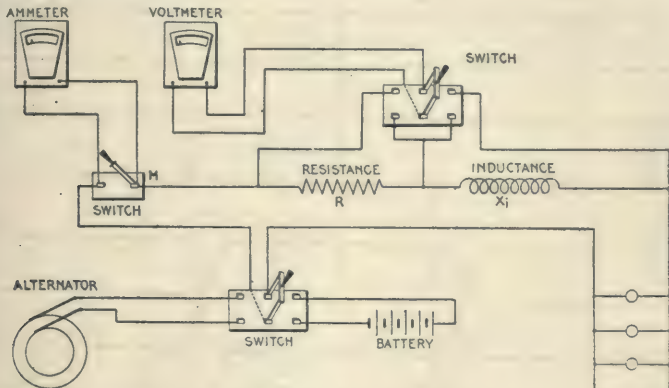 AMMETER
VOLTMETER
SWITCH
M
SWITCH
RESISTANCE
R
INDUCTANCE
Xi
ALTERNATOR
SWITCH
BATTERY